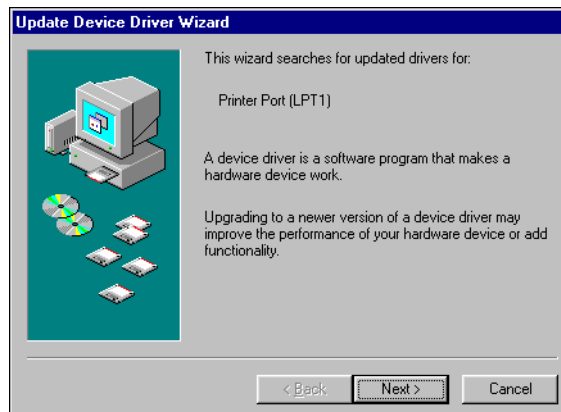 Update Device Driver Wizard
This wizard searches for updated drivers for:
Printer Port (LPT1)
A device driver is a software program that makes a
hardware device work.
Upgrading to a newer version of a device driver may
improve the performance of your hardware device or add
functionality.
< Back
Next >
Cancel